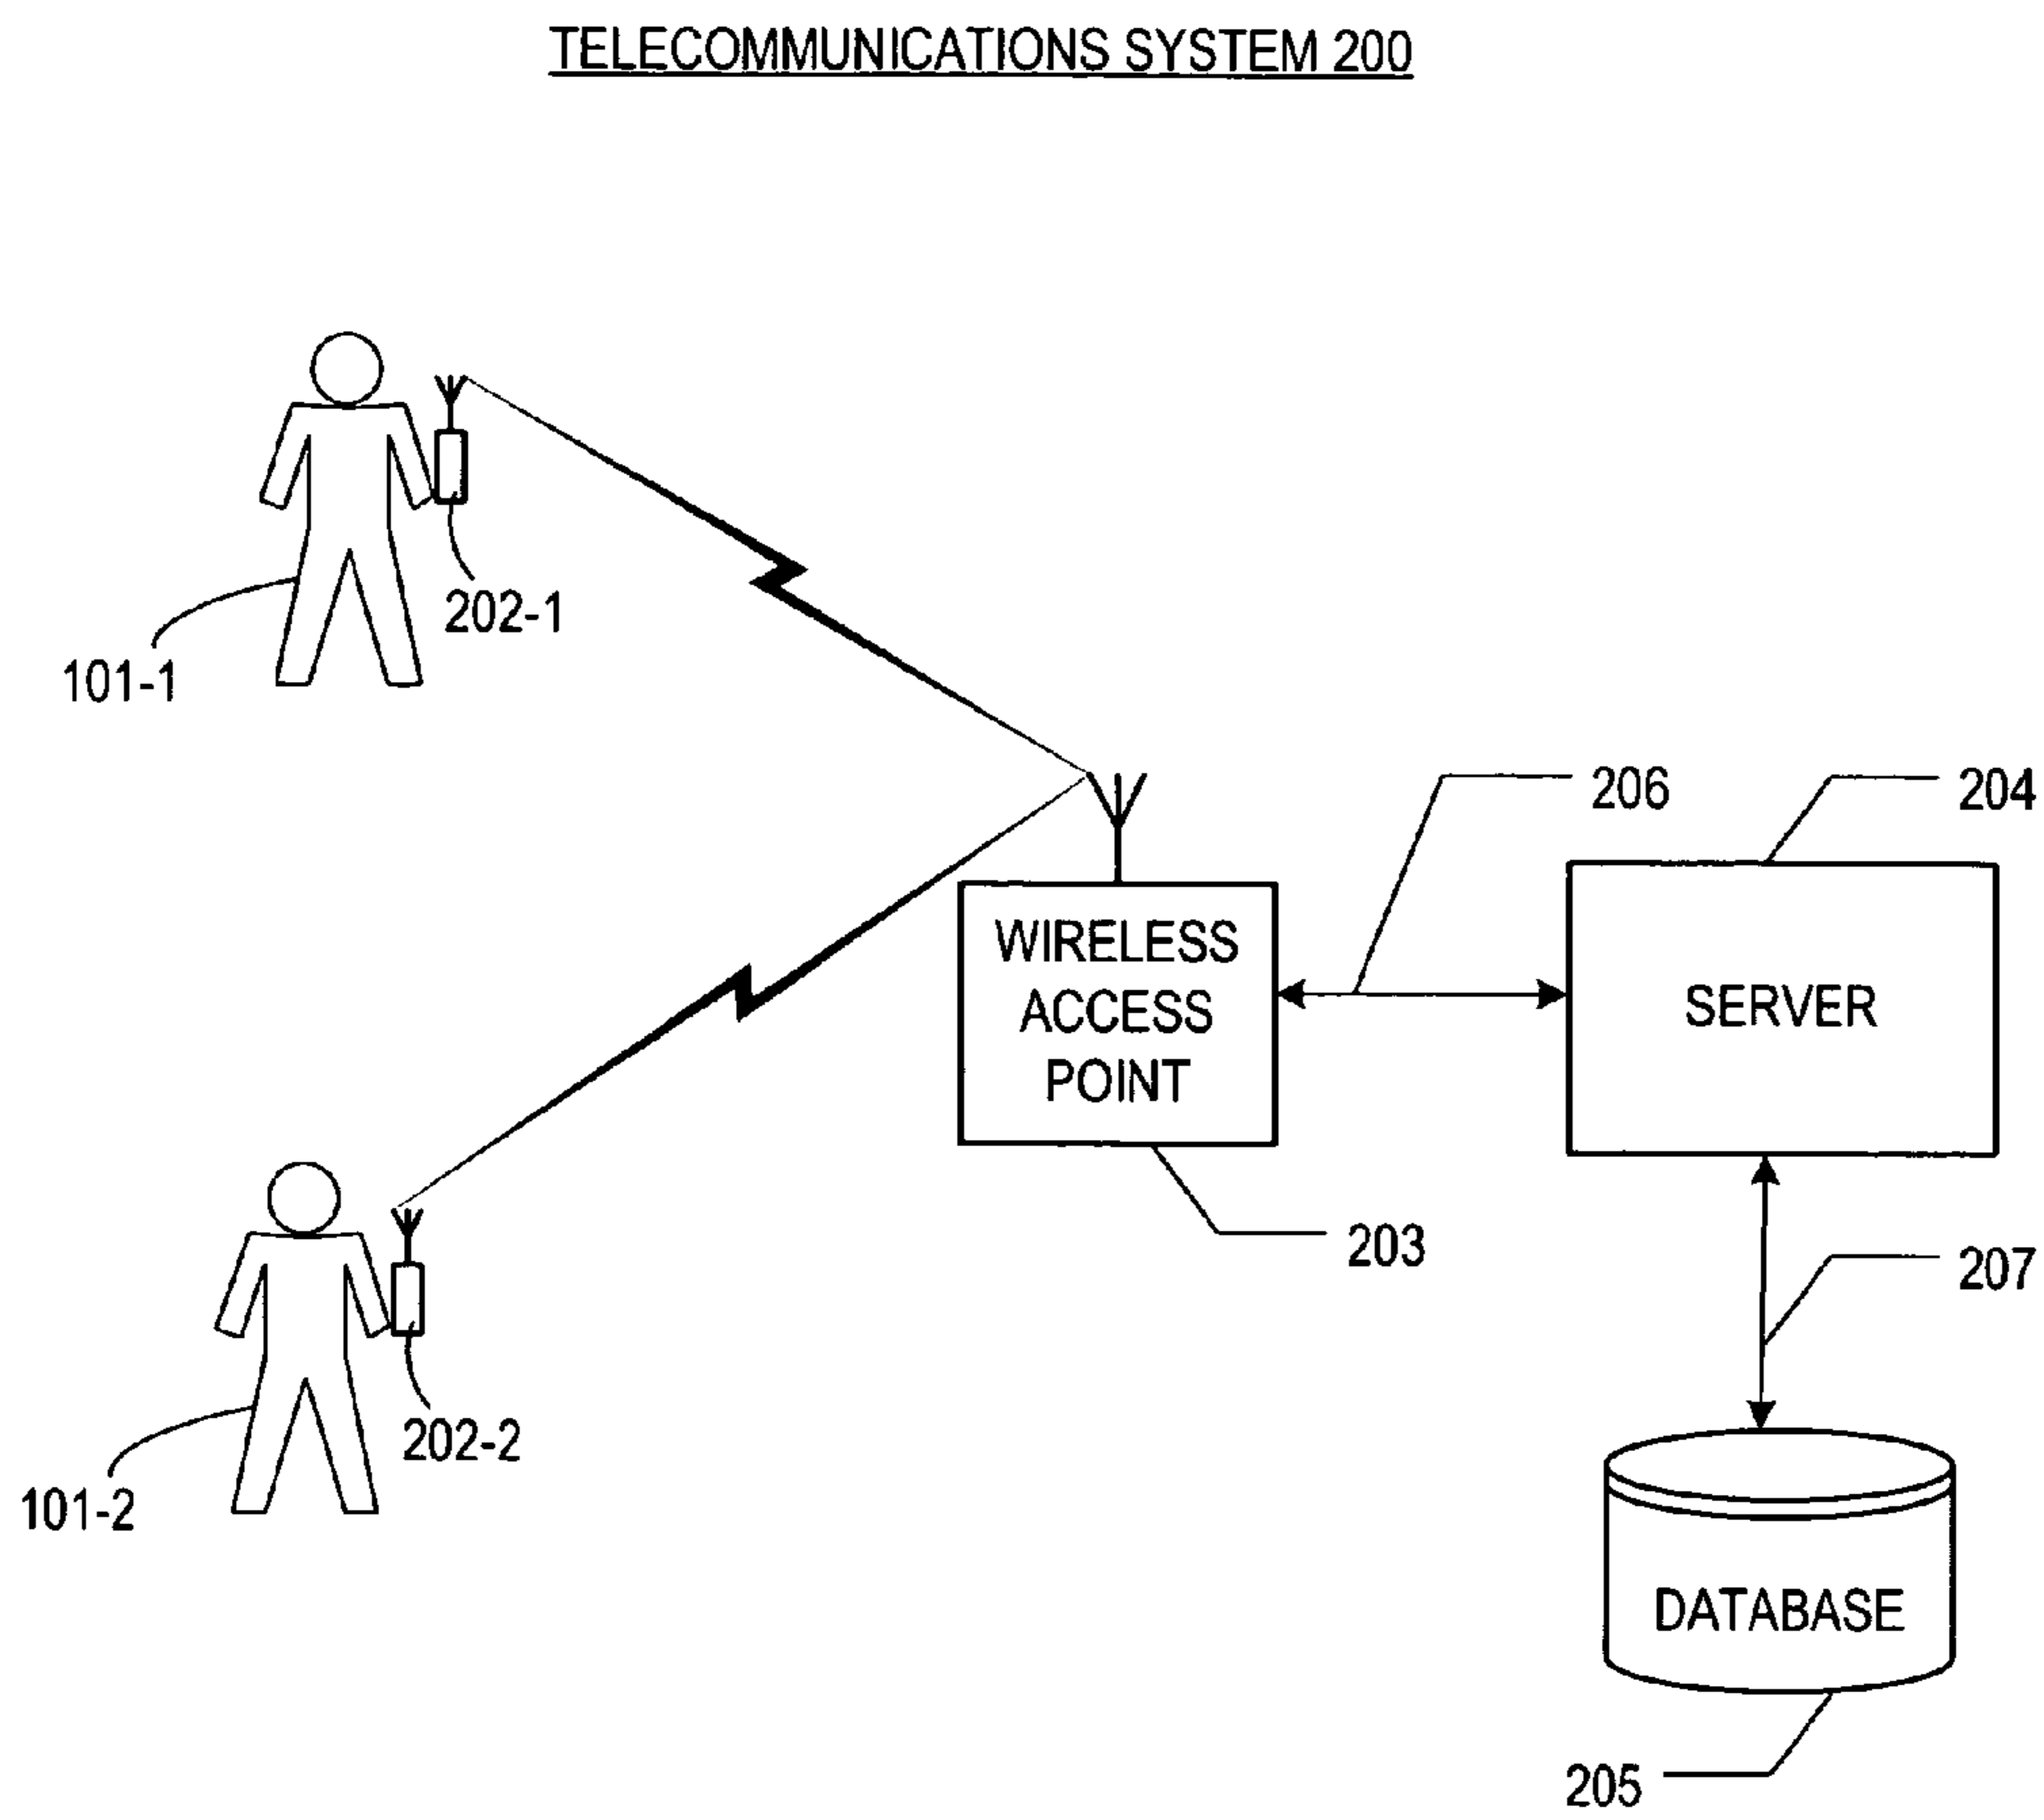 TELECOMMUNICATIONS SYSTEM 200
202-1
101-1
206
204
WIRELESS
ACCESS
POINT
SERVER
203
207
202-2
101-2
DATABASE
205